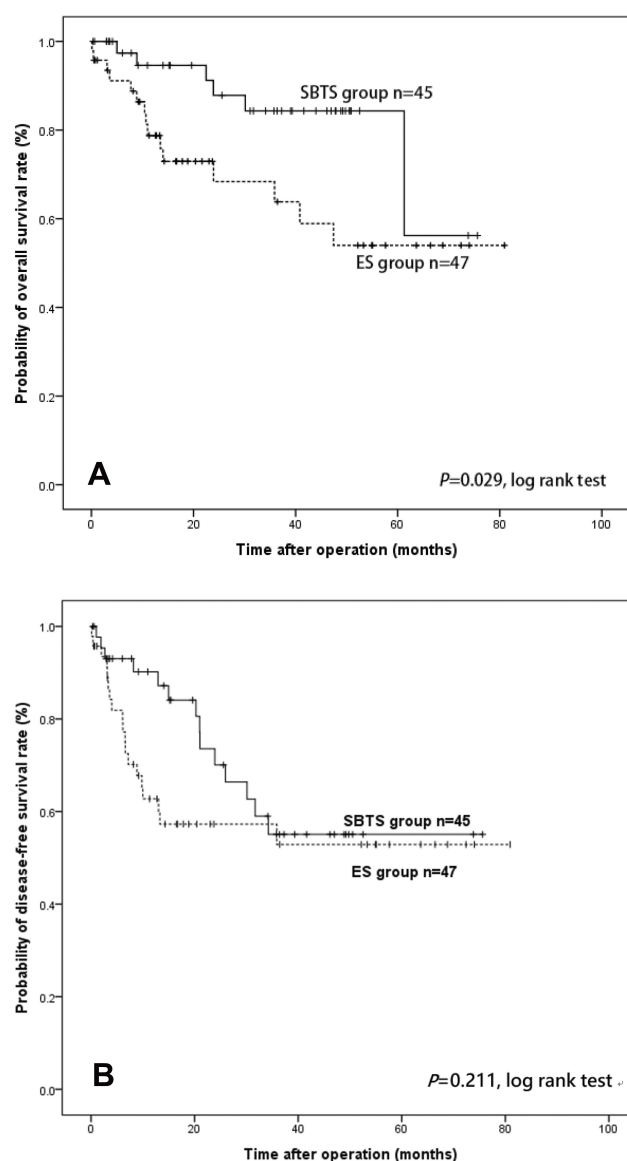 Probability of overall survival rate (%)
1.0
0.8
0.6
0.4
0.2
0.0
SBTS group n=45
ES group n=47
A
P=0.029, log rank test
0 20 40 60 80 100
Time after operation (months)
Probability of disease-free survival rate (%)
1.0
0.8
0.6
0.4
0.2
0.0
SBTS group n=45
ES group n=47
B
P=0.211, log rank test
0 20 40 60 80 100
Time after operation (months)